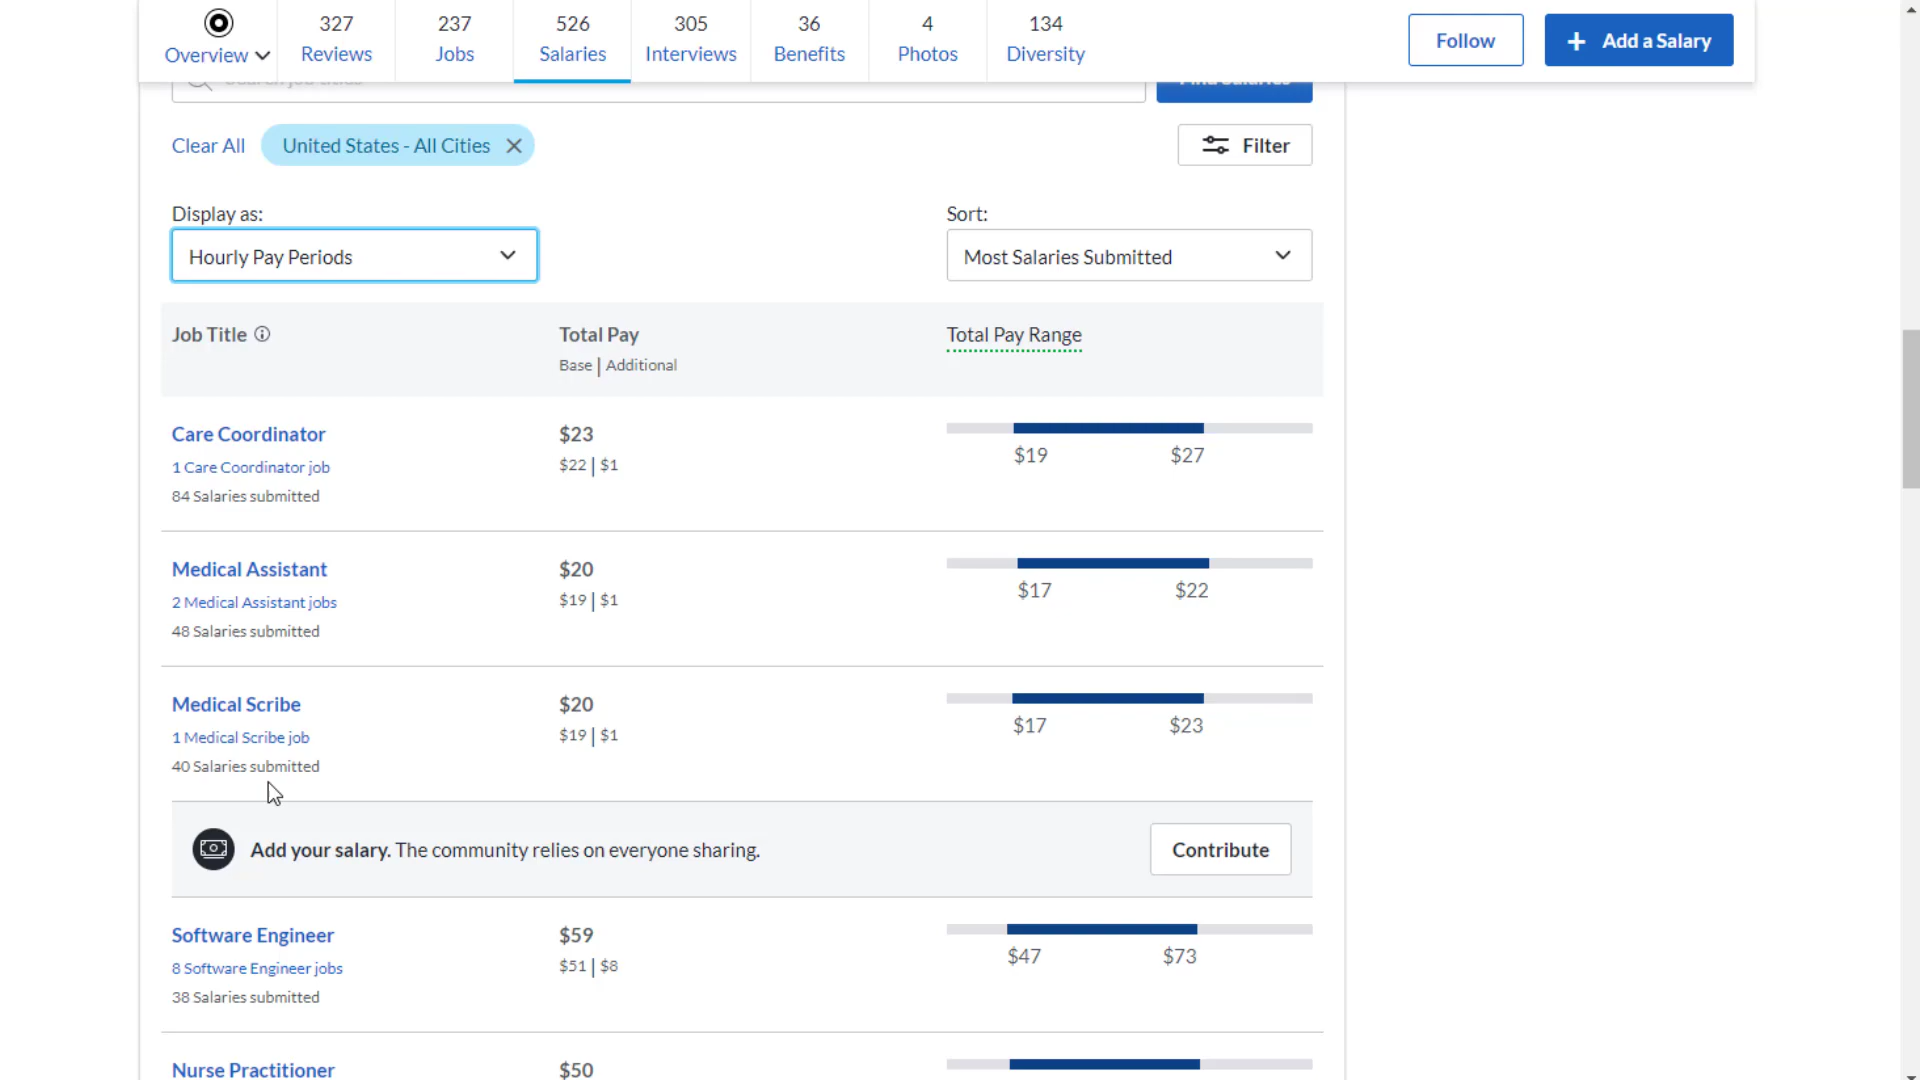 Overview
327
Reviews
237
Jobs
526
Salaries
305
Interviews
36
Benefits
4
Photos
134
Diversity
Follow
+ Add a Salary
Clear All
United States - All Cities
Filter
Display as:
Sort:
Hourly Pay Periods
Most Salaries Submitted
Job Title
Total Pay
Base | Additional
Total Pay Range
Care Coordinator
1 Care Coordinator job
84 Salaries submitted
$23
$22 | $1
$19
$27
Medical Assistant
2 Medical Assistant jobs
48 Salaries submitted
$20
$19 | $1
$17
$22
Medical Scribe
1 Medical Scribe job
40 Salaries submitted
$20
$19 | $1
$17
$23
Add your salary. The community relies on everyone sharing.
Contribute
Software Engineer
8 Software Engineer jobs
38 Salaries submitted
$59
$51 | $8
$47
$73
Nurse Practitioner
$50